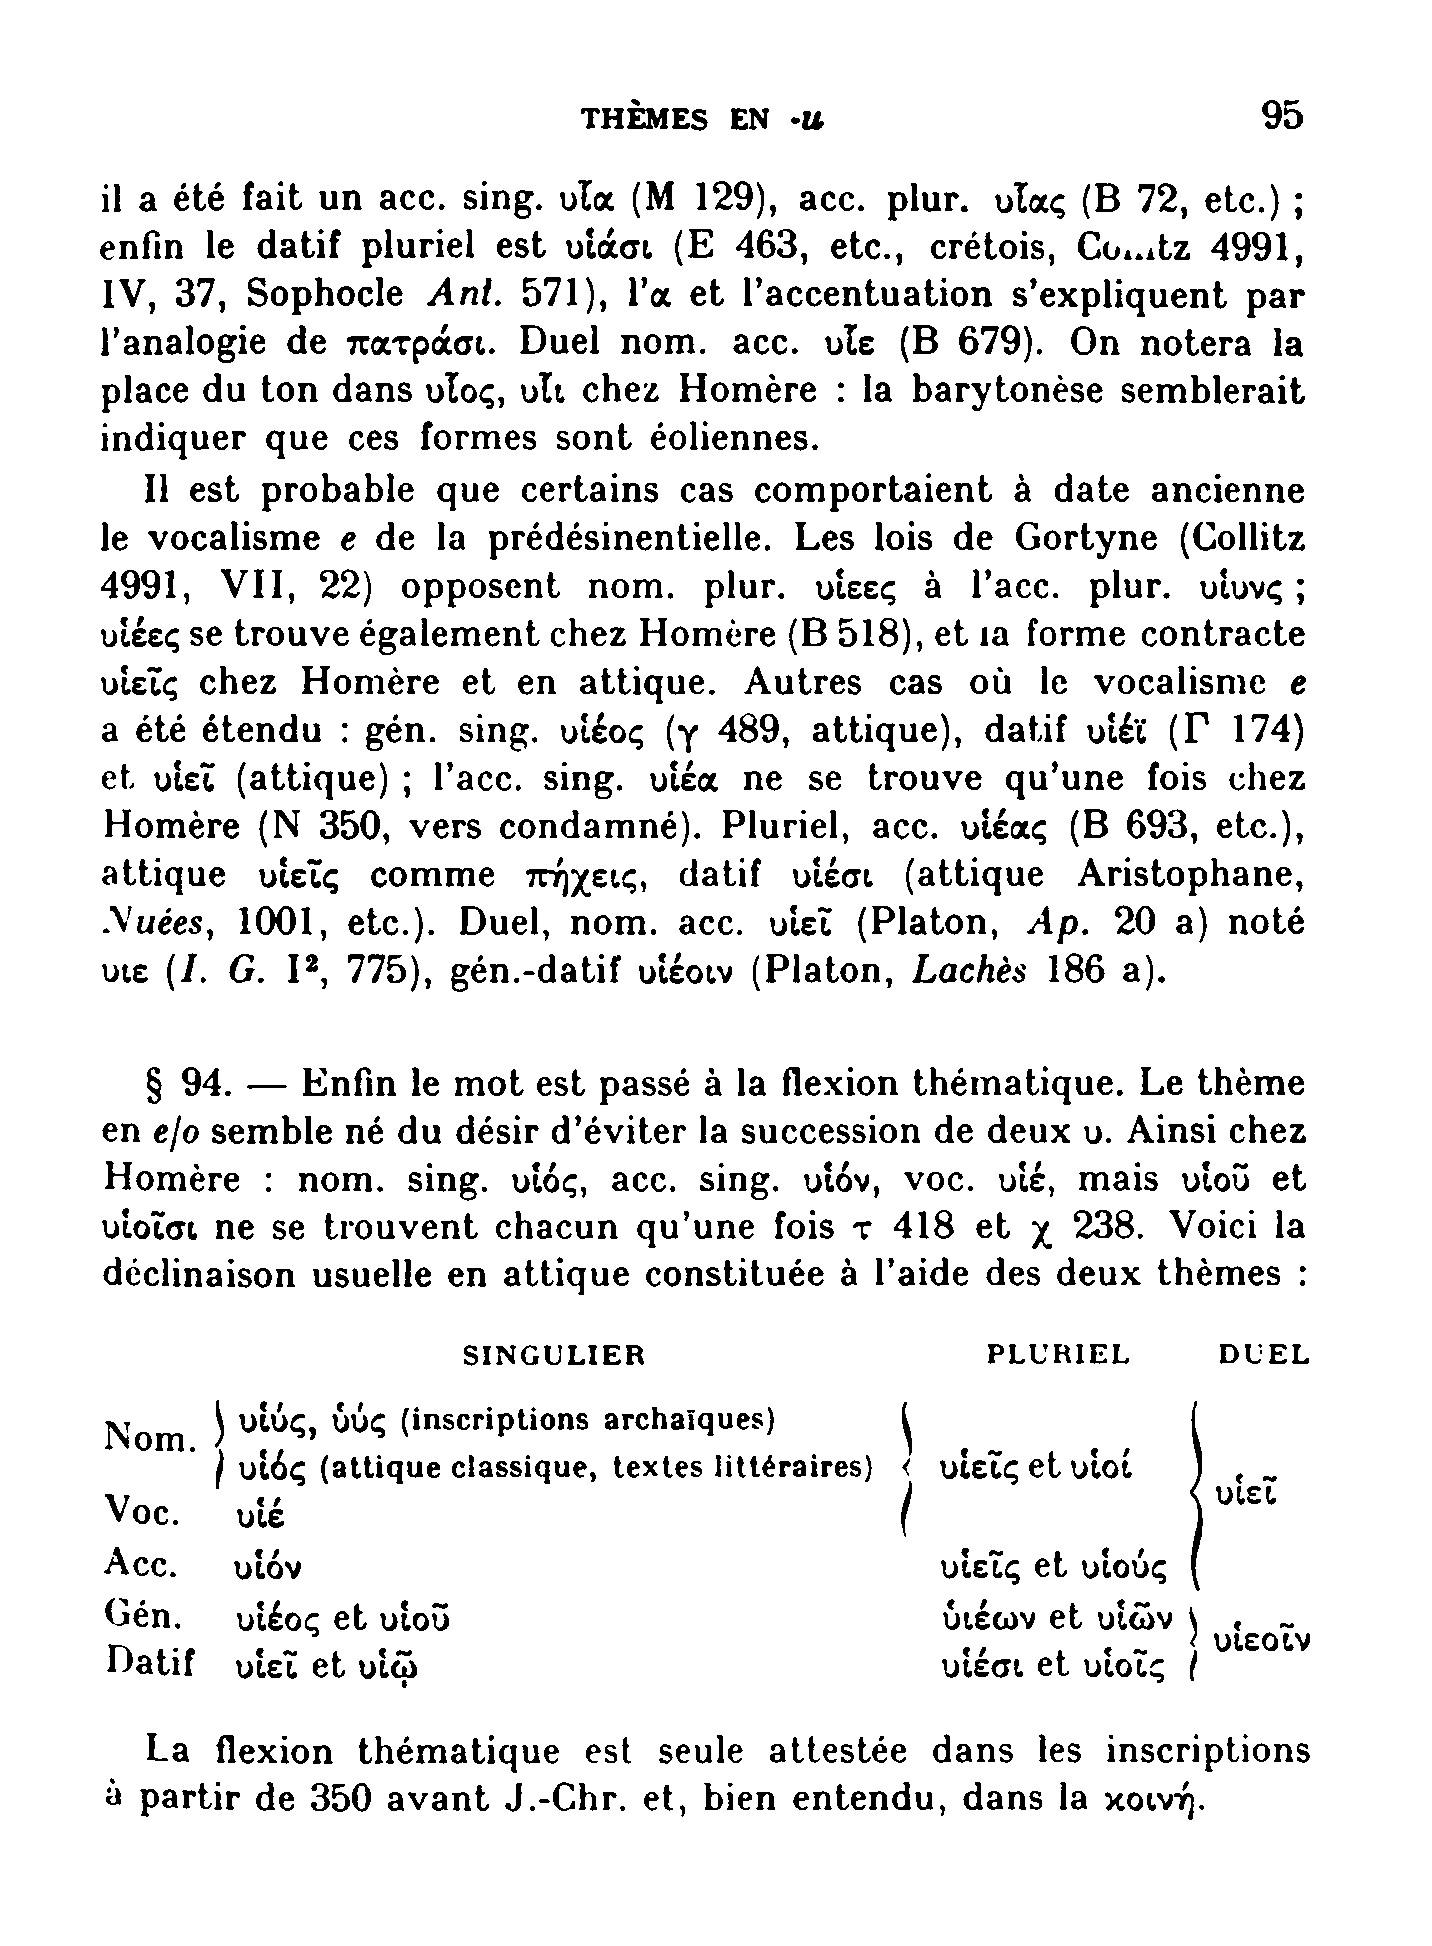 THÈMES EN -u 95
il a été fait un acc. sing. υἷα (M 129), acc. plur. υἷας (B 72, etc.) ;
enfin le datif pluriel est υἱάσι (E 463, etc., crétois, 4991,
IV, 37, Sophocle Ant. 571), l’α et l’accentuation s’expliquent par
l’analogie de πατράσι. Duel nom. acc. υἷε (B 679). On notera la
place du ton dans υἷος, υἷι chez Homère : la barytonèse semblerait
indiquer que ces formes sont éoliennes.
Il est probable que certains cas comportaient à date ancienne
le vocalisme e de la prédésinentielle. Les lois de Gortyne (Collitz
4991, VII, 22) opposent nom. plur. υἱεες à l’acc. plur. υἱυνς ;
υἱέες se trouve également chez Homère (B 518), et la forme contracte
υἱεῖς chez Homère et en attique. Autres cas où le vocalisme e
a été étendu : gén. sing. υἱέος (γ 489, attique), datif υἱέϊ (Γ 174)
et υἱεῖ (attique) ; l’acc. sing. υἱέα ne se trouve qu’une fois chez
Homère (N 350, vers condamné). Pluriel, acc. υἱέας (B 693, etc.),
attique υἱεῖς comme πήχεις, datif υἱέσι (attique Aristophane,
Nuées, 1001, etc.). Duel, nom. acc. υἱεῖ (Platon, Ap. 20 a) noté
υιε (I. G. I², 775), gén.-datif υἱέοιν (Platon, Lachès 186 a).
§ 94. — Enfin le mot est passé à la flexion thématique. Le thème
en e/o semble né du désir d’éviter la succession de deux υ. Ainsi chez
Homère : nom. sing. υἱός, acc. sing. υἱόν, voc. υἱέ, mais υἱοῦ et
υἱοῖσι ne se trouvent chacun qu’une fois τ 418 et χ 238. Voici la
déclinaison usuelle en attique constituée à l’aide des deux thèmes :
SINGULIER PLURIEL DUEL
Nom. υἱύς, ὑύς (inscriptions archaïques)
υἱός (attique classique, textes littéraires) υἱεῖς et υἱοί υἱεῖ
Voc. υἱέ
Acc. υἱόν υἱεῖς et υἱούς
Gén. υἱέος et υἱοῦ ὑιέων et υἱῶν υἱεοῖν
Datif υἱεῖ et υἱῷ υἱέσι et υἱοῖς
La flexion thématique est seule attestée dans les inscriptions
à partir de 350 avant J.-Chr. et, bien entendu, dans la κοινή.